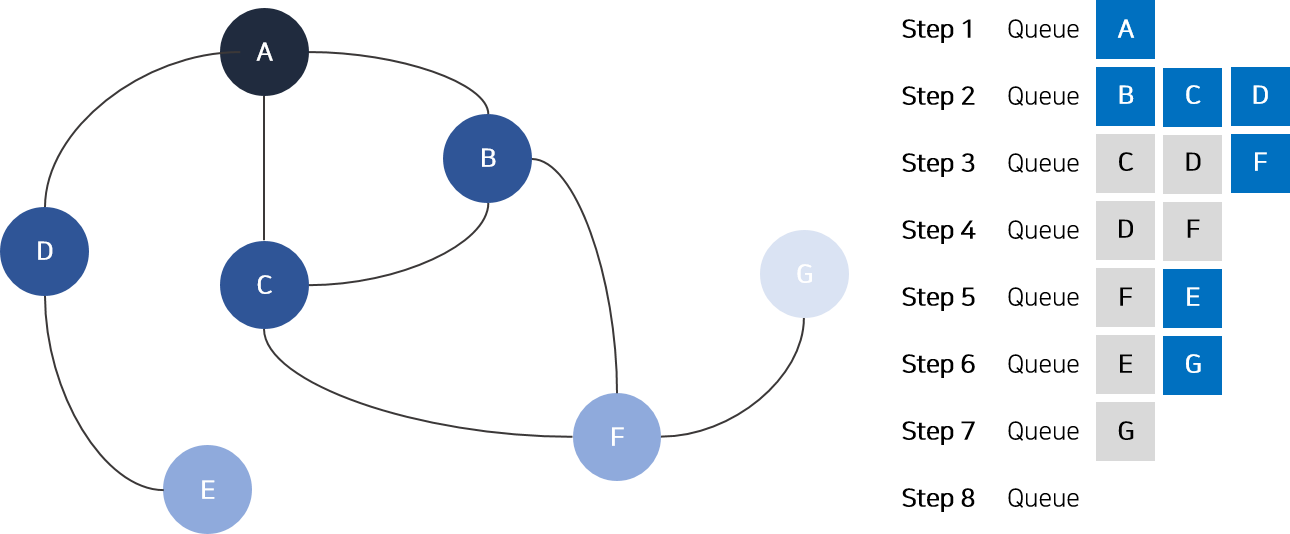 A
B
D
C
G
F
E
Step 1 Queue A
Step 2 Queue B C D
Step 3 Queue C D F
Step 4 Queue D F
Step 5 Queue F E
Step 6 Queue E G
Step 7 Queue G
Step 8 Queue